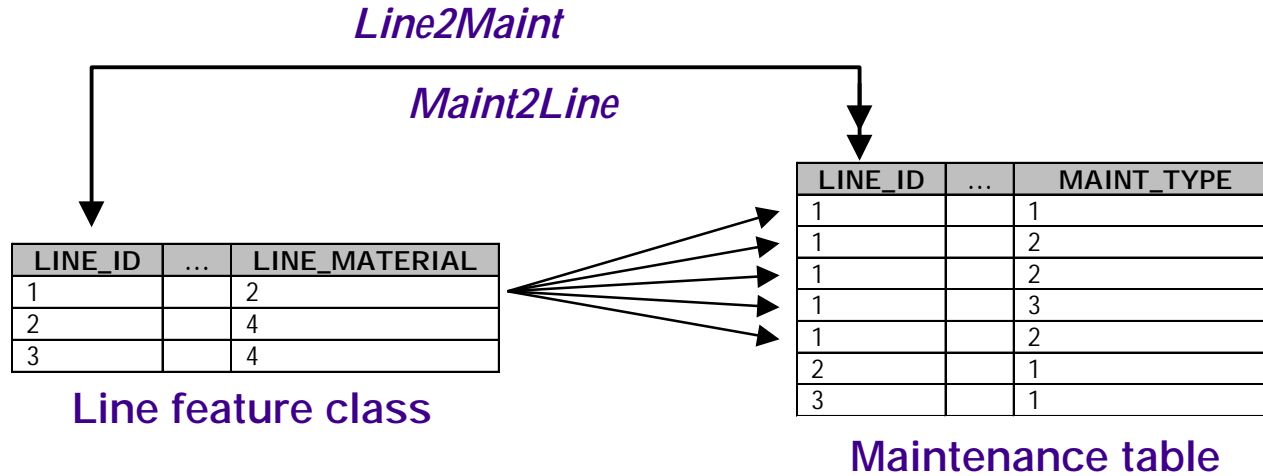 Line2Maint
Maint2Line
LINE_ID ... LINE_MATERIAL
1 2
2 4
3 4
Line feature class
LINE_ID ... MAINT_TYPE
1 1
1 2
1 2
1 3
1 2
2 1
3 1
Maintenance table